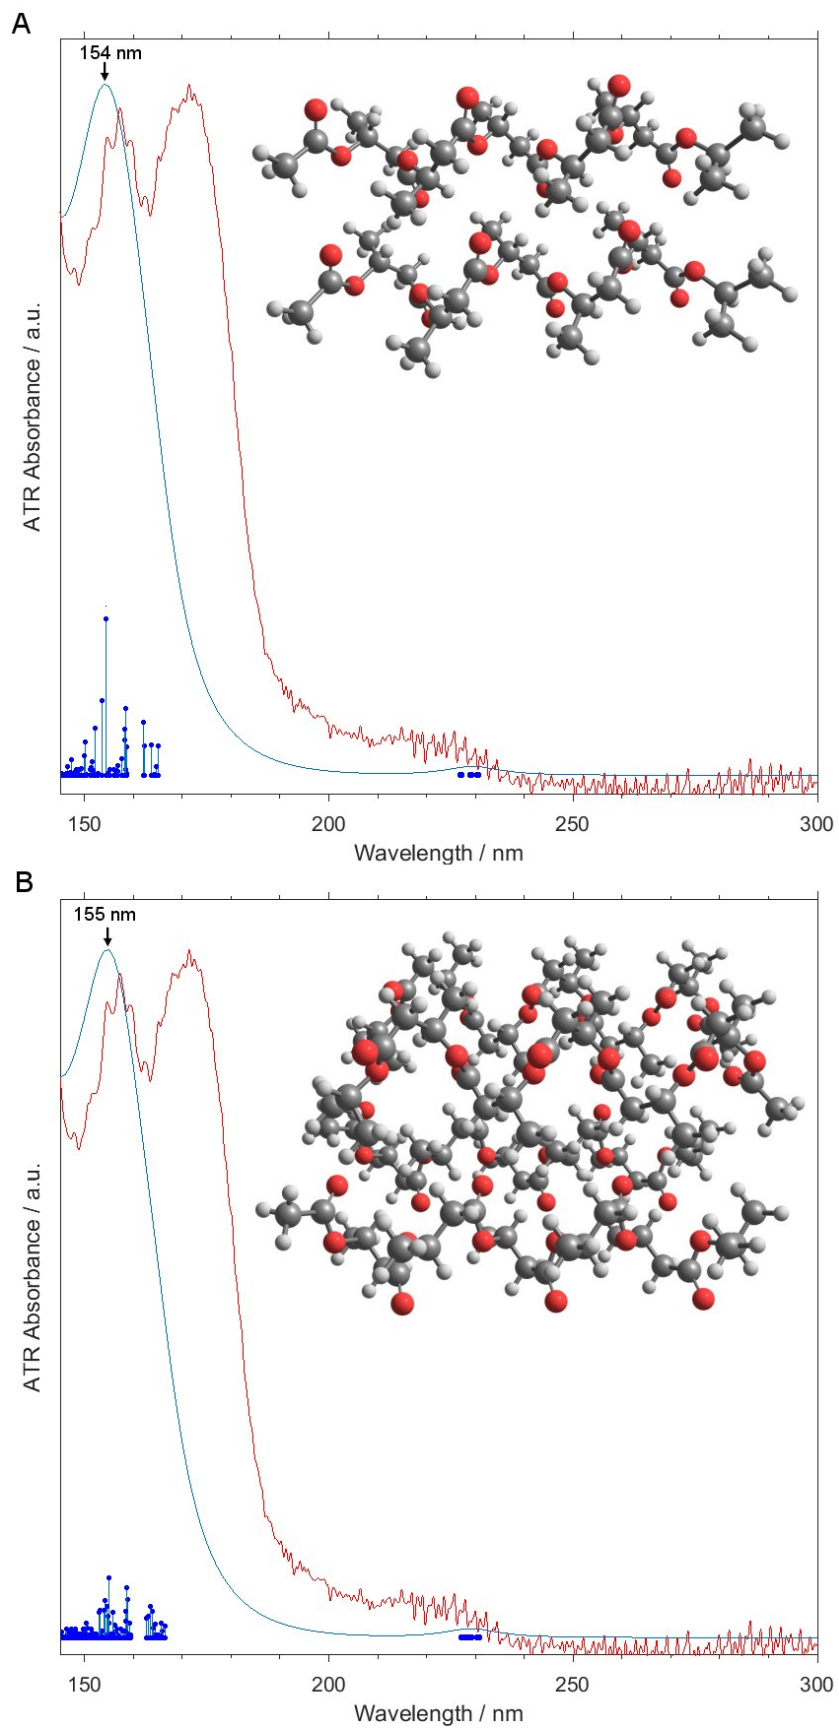 A
154 nm
ATR Absorbance / a.u.
150 200 250 300
Wavelength / nm
B
155 nm
ATR Absorbance / a.u.
150 200 250 300
Wavelength / nm